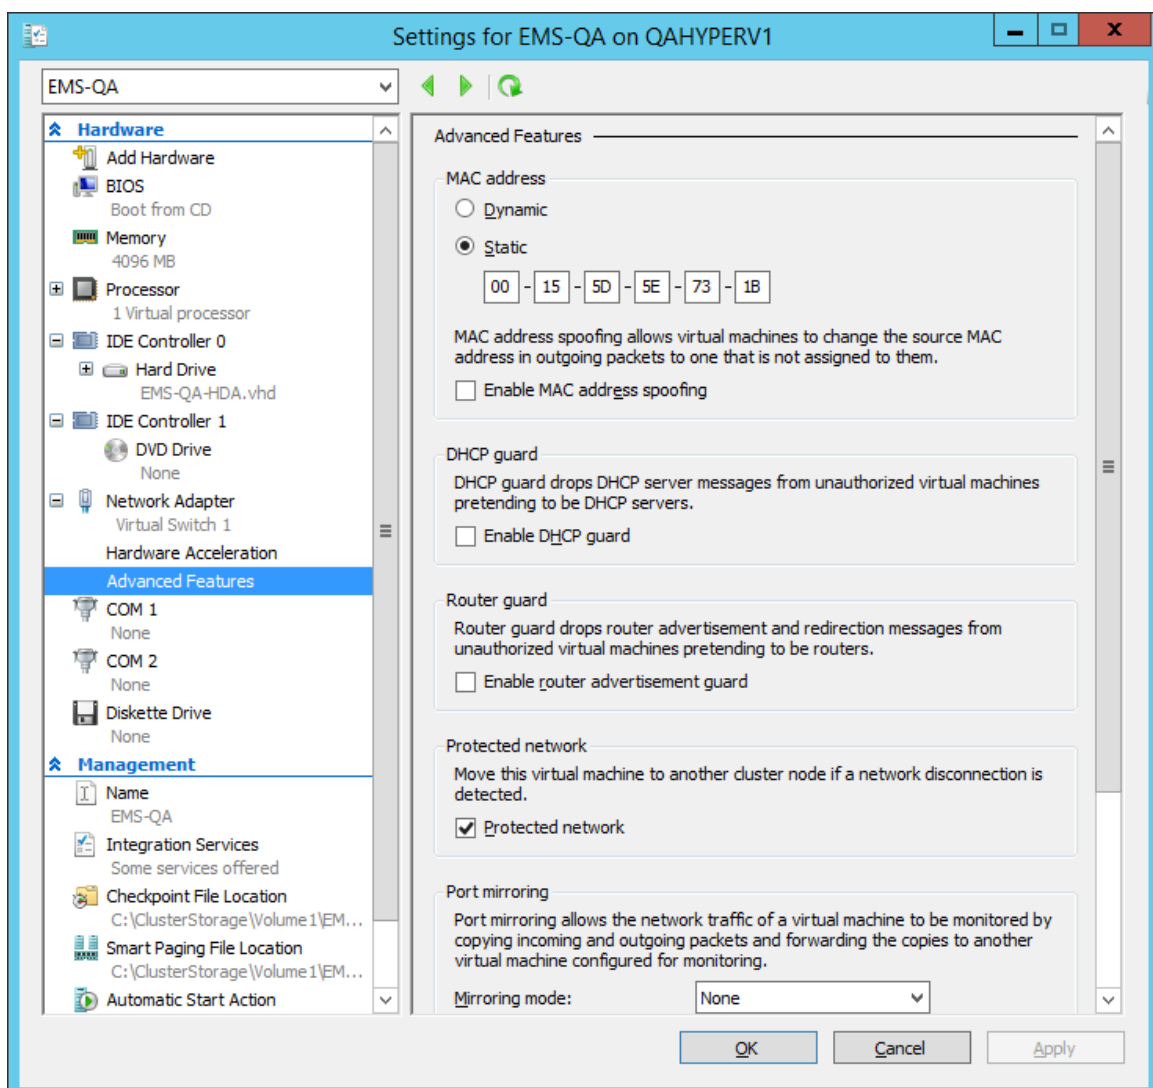 Settings for EMS-QA on QAHYPERV1
EMS-QA
Hardware
Add Hardware
BIOS
Boot from CD
Memory
4096 MB
Processor
1 Virtual processor
IDE Controller 0
Hard Drive
EMS-QA-HDA.vhd
IDE Controller 1
DVD Drive
None
Network Adapter
Virtual Switch 1
Hardware Acceleration
Advanced Features
COM 1
None
COM 2
None
Diskette Drive
None
Management
Name
EMS-QA
Integration Services
Some services offered
Checkpoint File Location
C:\ClusterStorage\Volume1\EM...
Smart Paging File Location
C:\ClusterStorage\Volume1\EM...
Automatic Start Action
Advanced Features
MAC address
Dynamic
Static
00 - 15 - 5D - 5E - 73 - 1B
MAC address spoofing allows virtual machines to change the source MAC
address in outgoing packets to one that is not assigned to them.
Enable MAC address spoofing
DHCP guard
DHCP guard drops DHCP server messages from unauthorized virtual machines
pretending to be DHCP servers.
Enable DHCP guard
Router guard
Router guard drops router advertisement and redirection messages from
unauthorized virtual machines pretending to be routers.
Enable router advertisement guard
Protected network
Move this virtual machine to another cluster node if a network disconnection is
detected.
Protected network
Port mirroring
Port mirroring allows the network traffic of a virtual machine to be monitored by
copying incoming and outgoing packets and forwarding the copies to another
virtual machine configured for monitoring.
Mirroring mode: None
OK Cancel Apply